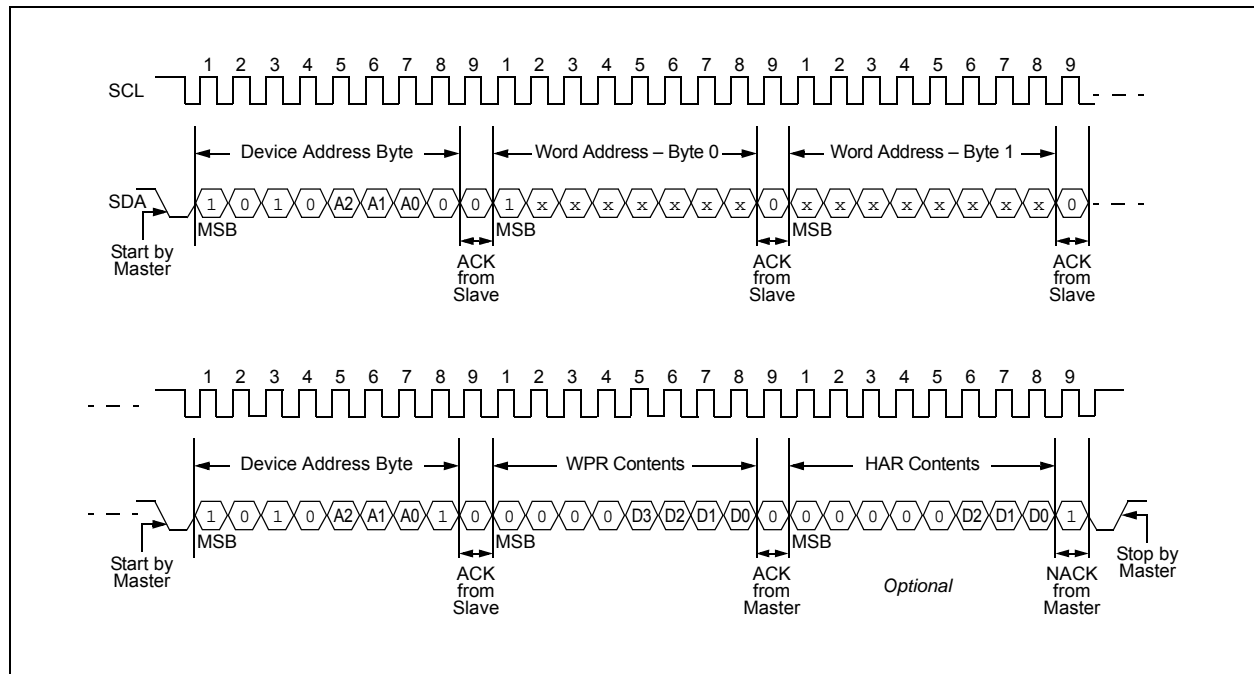 1 2 3 4 5 6 7 8 9 1 2 3 4 5 6 7 8 9 1 2 3 4 5 6 7 8 9
SCL
Device Address Byte Word Address – Byte 0 Word Address – Byte 1
SDA 1 0 1 0 A2 A1 A0 0 0 1 x x x x x x x 0 x x x x x x x x 0
MSB MSB MSB
Start by Master
ACK from Slave
ACK from Slave
ACK from Slave
1 2 3 4 5 6 7 8 9 1 2 3 4 5 6 7 8 9 1 2 3 4 5 6 7 8 9
Device Address Byte WPR Contents HAR Contents
1 0 1 0 A2 A1 A0 1 0 0 0 0 0 D3 D2 D1 D0 0 0 0 0 0 0 D2 D1 D0 1
MSB MSB MSB
Start by Master
ACK from Slave
ACK from Master
Optional
NACK from Master
Stop by Master